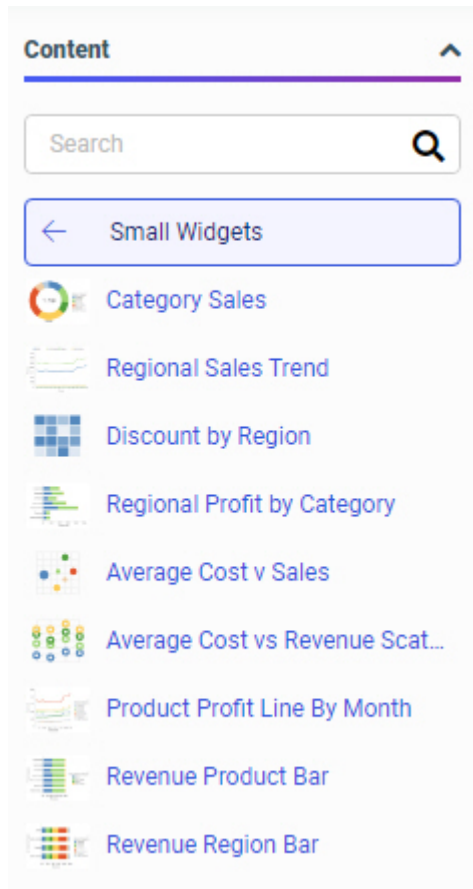 Content
Search
Small Widgets
Category Sales
Regional Sales Trend
Discount by Region
Regional Profit by Category
Average Cost v Sales
Average Cost vs Revenue Scat...
Product Profit Line By Month
Revenue Product Bar
Revenue Region Bar